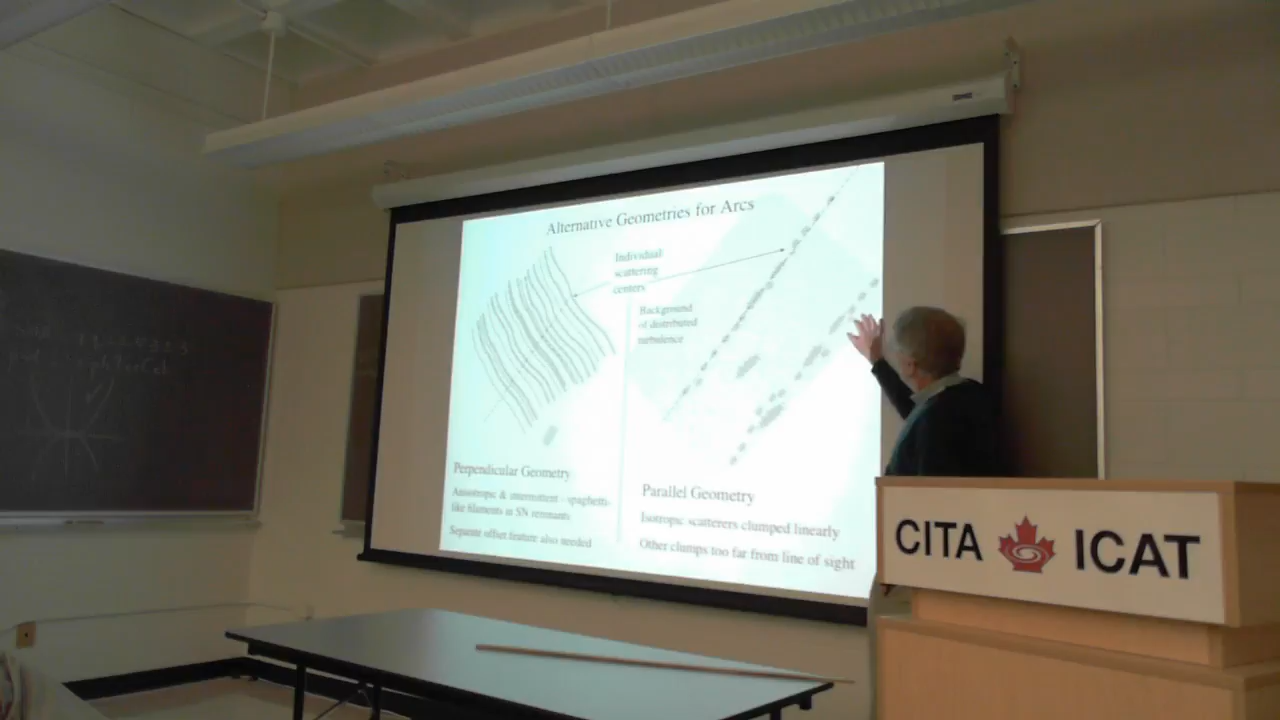 Alternative Geometries for Arcs
Individual
scattering
centers
Background
of distributed
turbulence
Perpendicular Geometry
Anisotropic & intermittent - spaghetti-
like filaments in SN remnants
Separate offset feature also needed
Parallel Geometry
Isotropic scatterers clumped linearly
Other clumps too far from line of sight
CITA ICAT